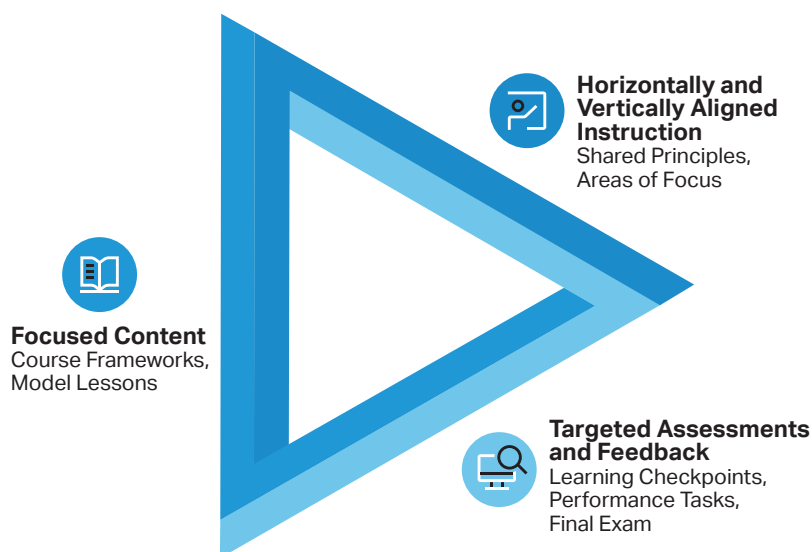 Horizontally and
Vertically Aligned
Instruction
Shared Principles,
Areas of Focus
Focused Content
Course Frameworks,
Model Lessons
Targeted Assessments
and Feedback
Learning Checkpoints,
Performance Tasks,
Final Exam